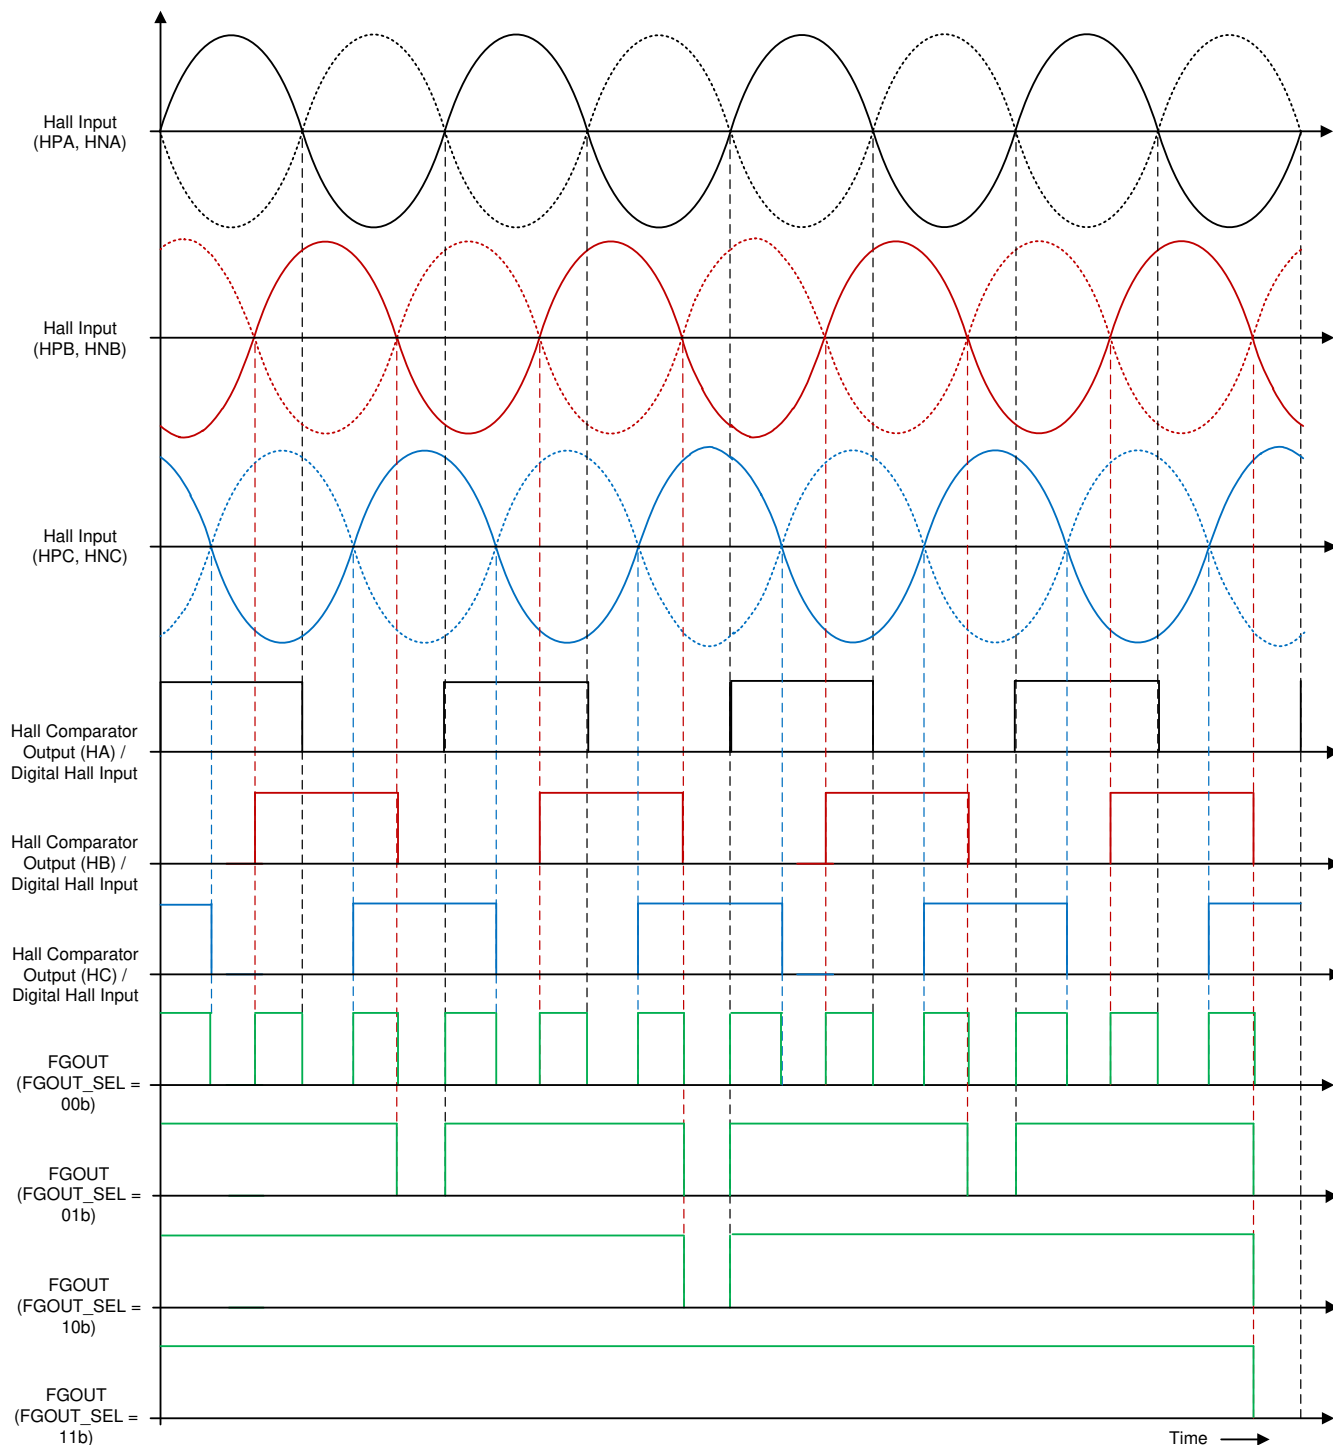 Hall Input
(HPA, HNA)
Hall Input
(HPB, HNB)
Hall Input
(HPC, HNC)
Hall Comparator
Output (HA) /
Digital Hall Input
Hall Comparator
Output (HB) /
Digital Hall Input
Hall Comparator
Output (HC) /
Digital Hall Input
FGOUT
(FGOUT_SEL =
00b)
FGOUT
(FGOUT_SEL =
01b)
FGOUT
(FGOUT_SEL =
10b)
FGOUT
(FGOUT_SEL =
11b)
Time